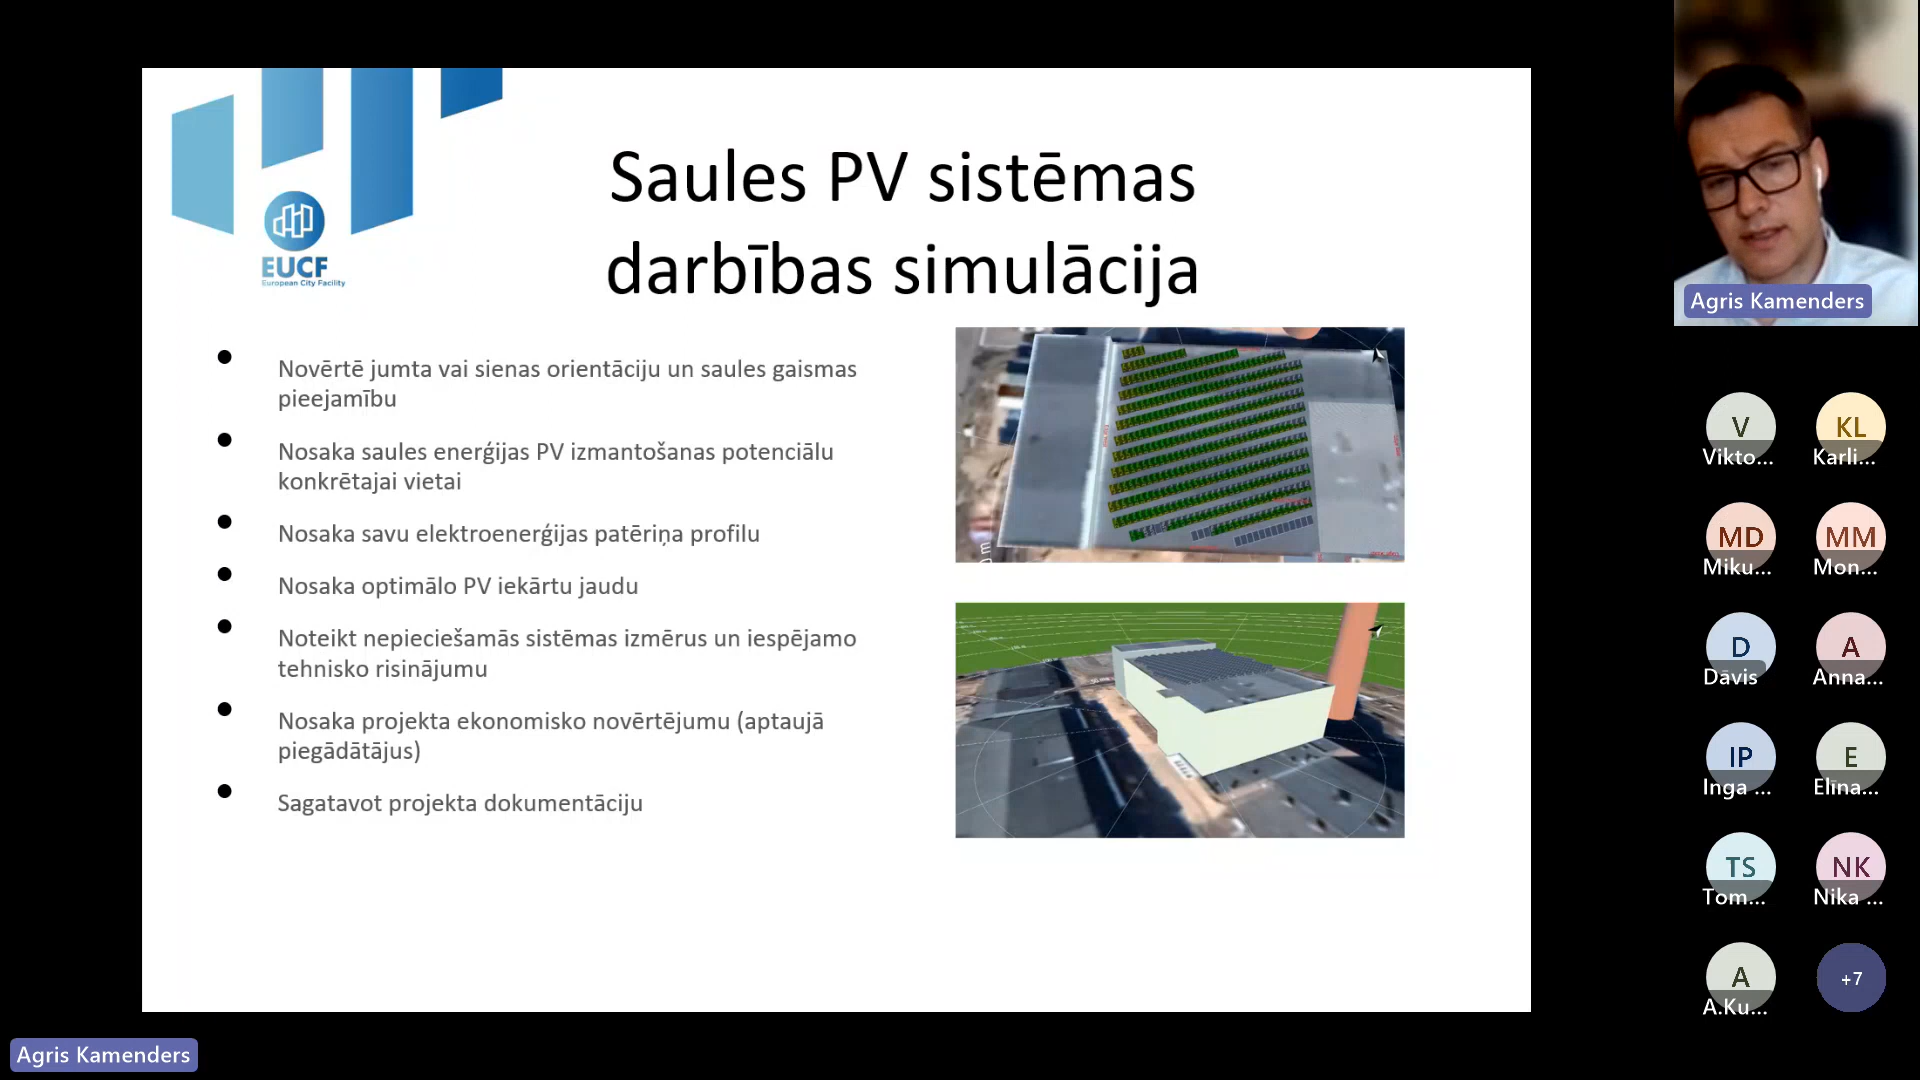 EUCF
European City Facility
Saules PV sistēmas
darbības simulācija
Novērtē jumta vai sienas orientāciju un saules gaismas
pieejamību
Nosaka saules enerģijas PV izmantošanas potenciālu
konkrētajai vietai
Nosaka savu elektroenerģijas patēriņa profilu
Nosaka optimālo PV iekārtu jaudu
Noteikt nepieciešamās sistēmas izmērus un iespējamo
tehnisko risinājumu
Nosaka projekta ekonomisko novērtējumu (aptaujā
piegādātājus)
Sagatavot projekta dokumentāciju
Agris Kamenders
V
Vikto...
KL
Karli...
MD
Miku...
MM
Mon...
D
Dāvis
A
Anna...
IP
Inga ...
E
Elīna...
TS
Tom...
NK
Nika ...
A
A.Ku...
+7
Agris Kamenders